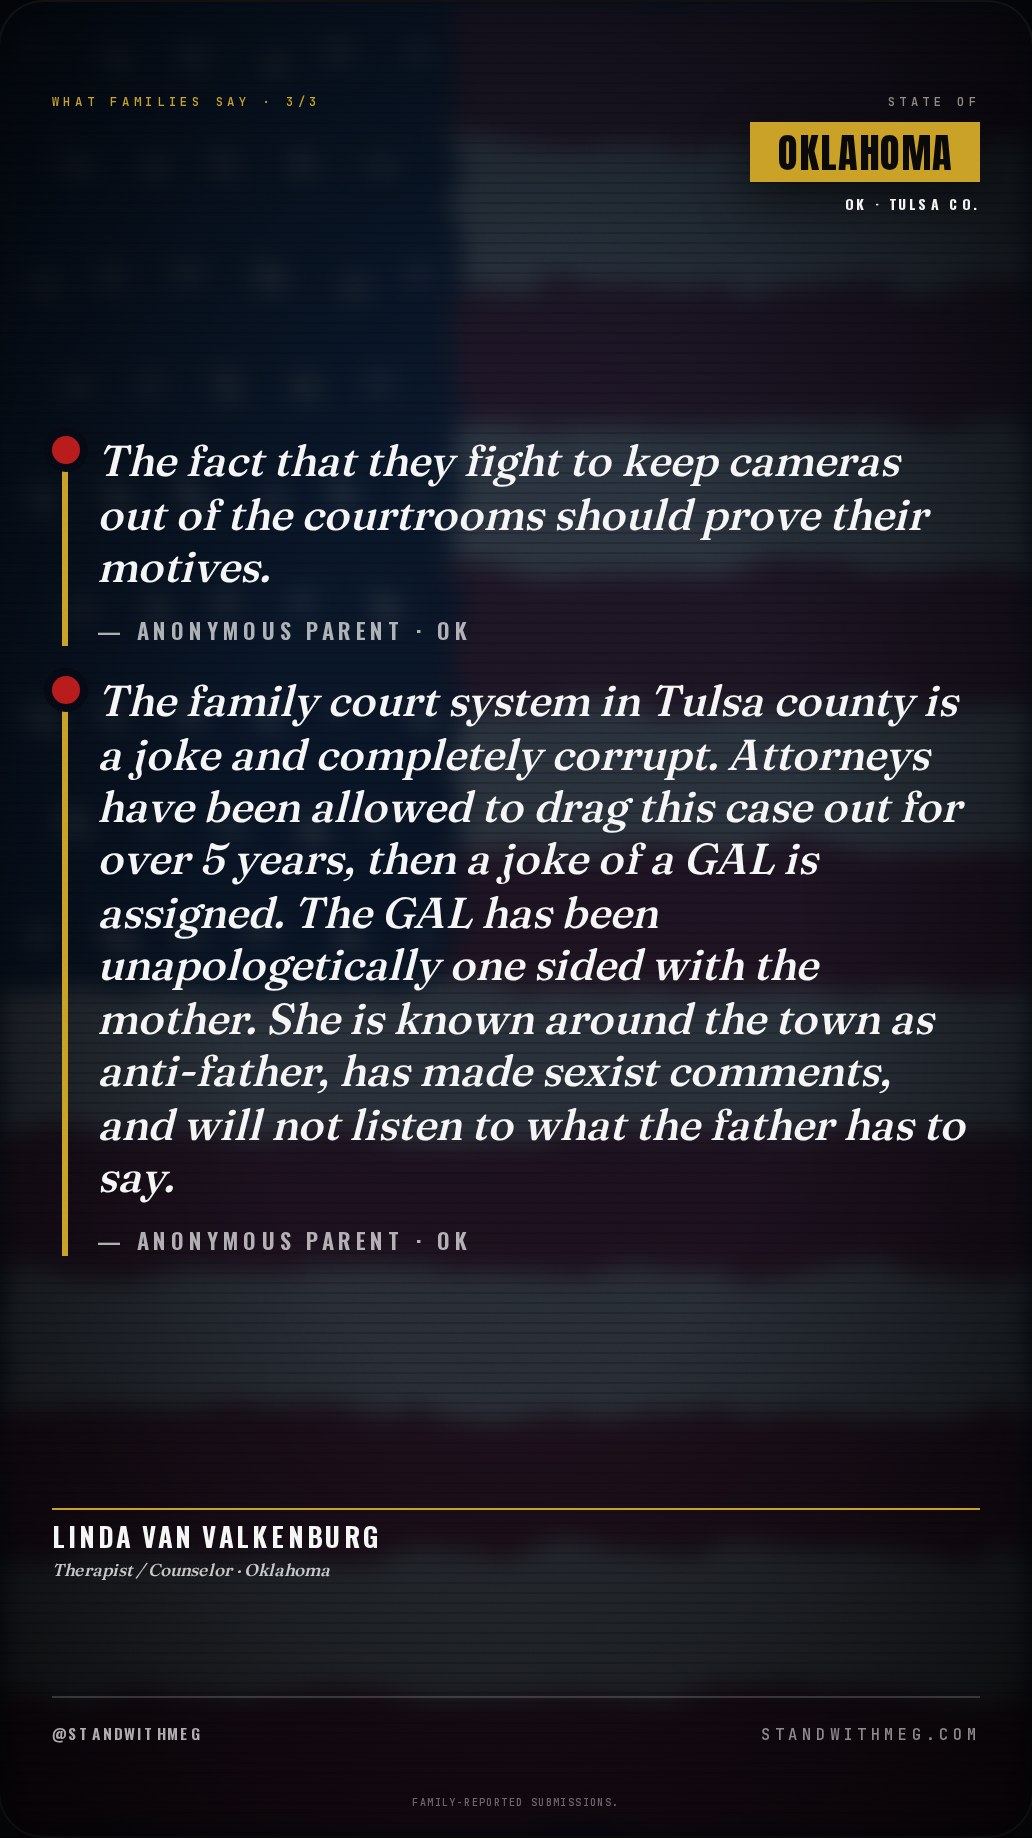 WHAT FAMILIES SAY · 3/3
STATE OF
OKLAHOMA
OK · TULSA CO.
The fact that they fight to keep cameras
out of the courtrooms should prove their
motives.
— ANONYMOUS PARENT · OK
The family court system in Tulsa county is
a joke and completely corrupt. Attorneys
have been allowed to drag this case out for
over 5 years, then a joke of a GAL is
assigned. The GAL has been
unapologetically one sided with the
mother. She is known around the town as
anti-father, has made sexist comments,
and will not listen to what the father has to
say.
— ANONYMOUS PARENT · OK
LINDA VAN VALKENBURG
Therapist / Counselor · Oklahoma
@STANDWITHMEG
STANDWITHMEG.COM
FAMILY-REPORTED SUBMISSIONS.